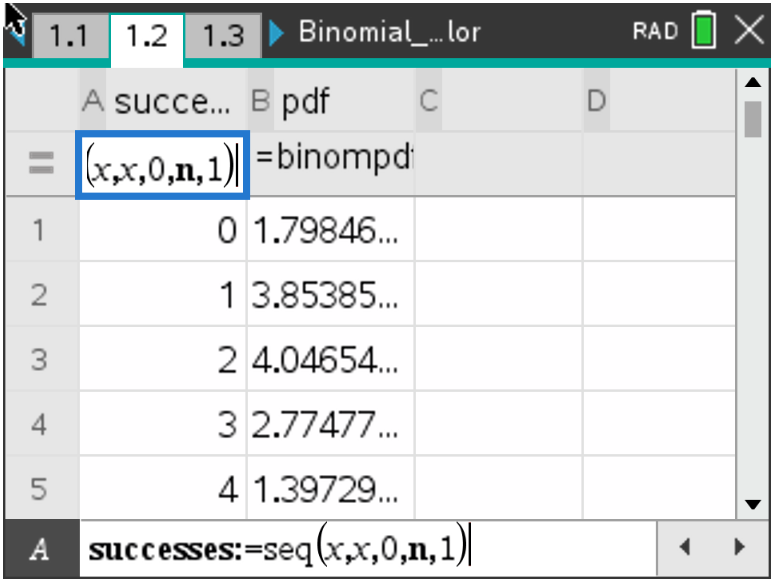 1.1 1.2 1.3 Binomial_...lor RAD
A succe... B pdf C D
= (x,x,0,n,1) =binompd
1 0 1.79846...
2 1 3.85385...
3 2 4.04654...
4 3 2.77477...
5 4 1.39729...
A successes:=seq(x,x,0,n,1)